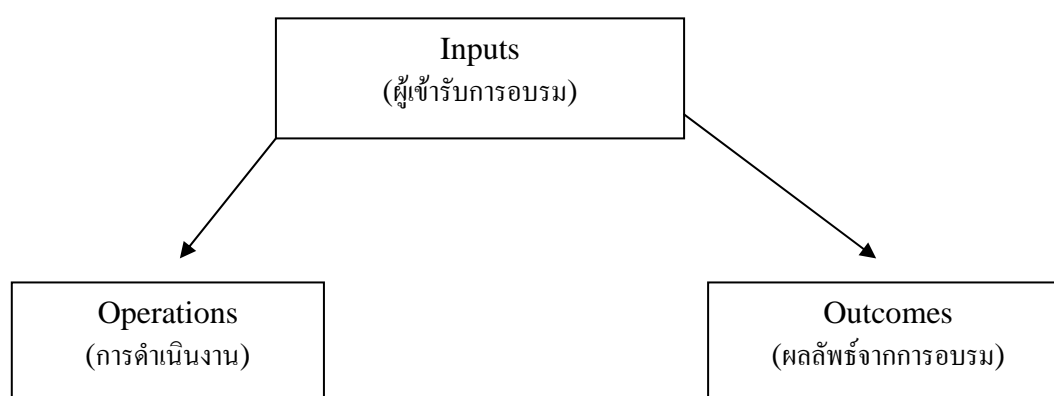 Inputs
(ผู้เข้ารับการอบรม)
Operations
(การดำเนินงาน)
Outcomes
(ผลลัพธ์จากการอบรม)